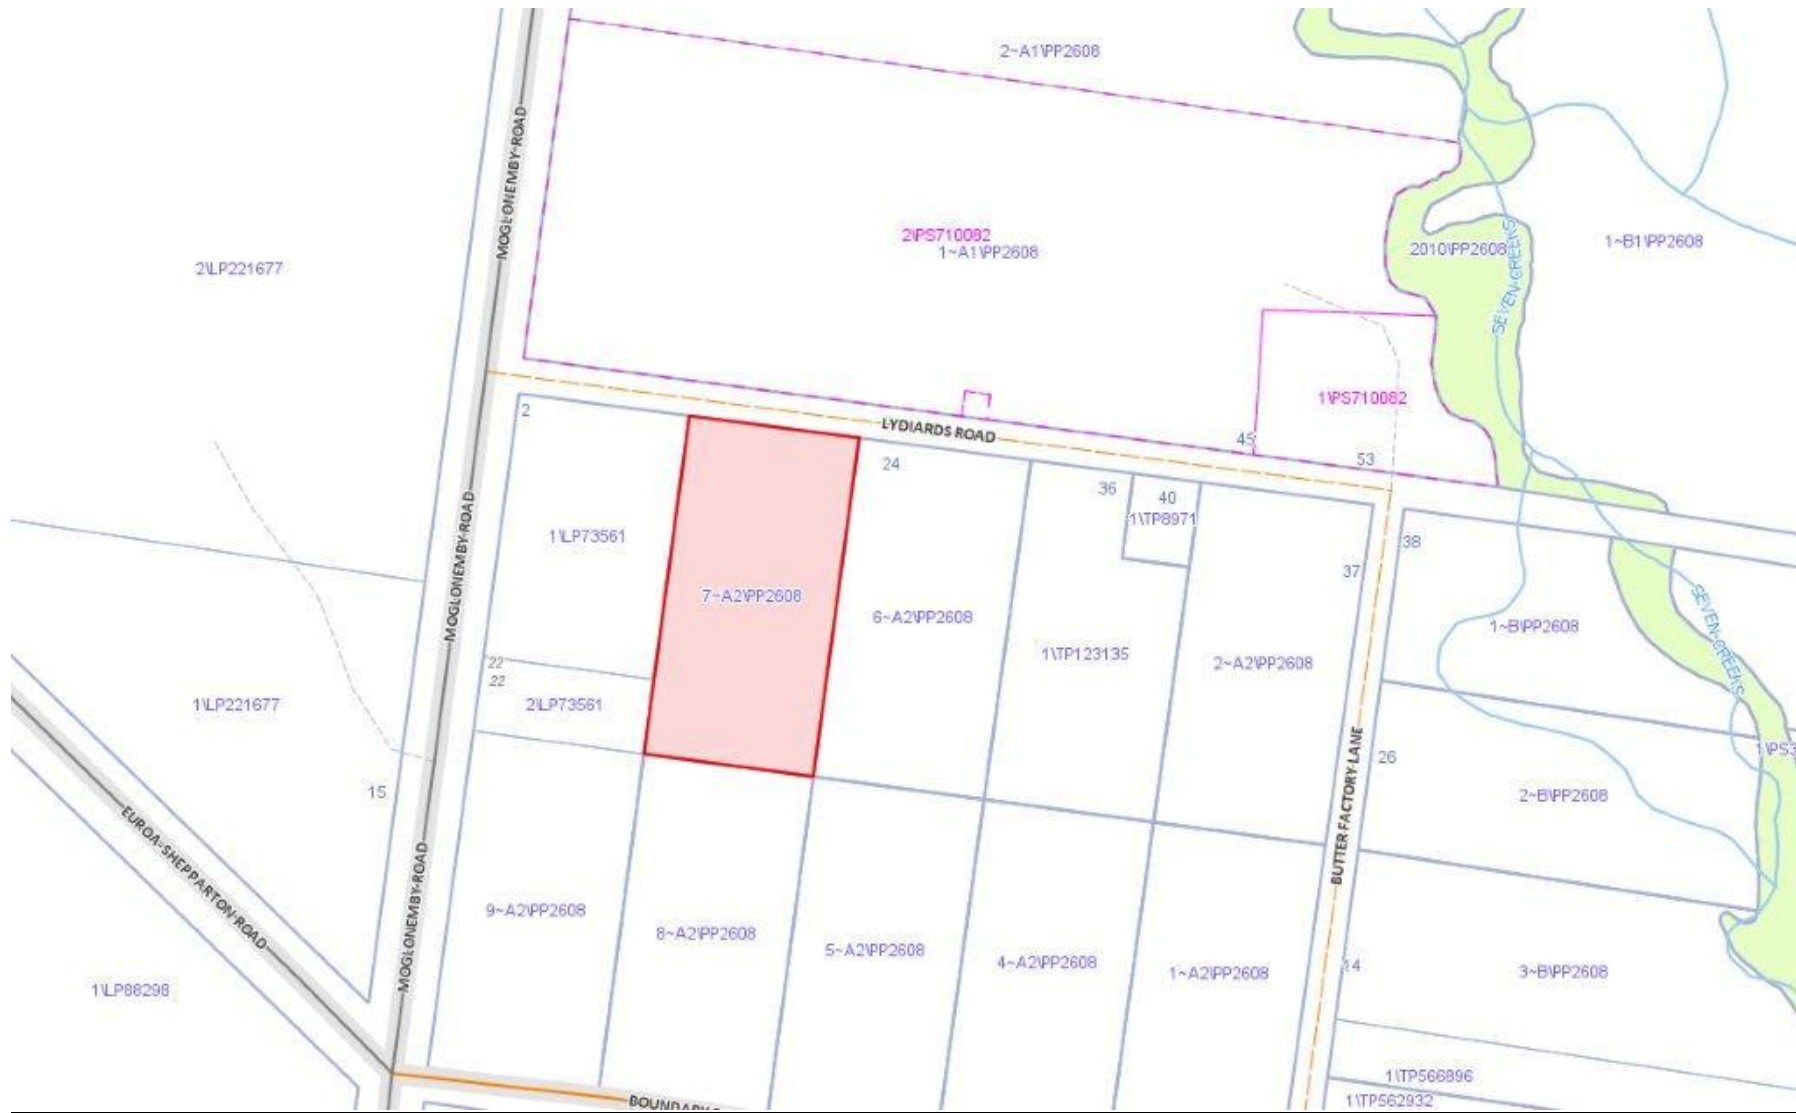 2~A1\PP2608
MOGLONEMBY-ROAD
2\PS710082
1~A1\PP2608
2\LP221677
2010\PP2608
1~B1\PP2608
SEVEN-CREEKS
1\PS710082
2
LYDIARDS ROAD
45
53
24
36
40
1\TP8971
38
37
1\LP73561
MOGLONEMBY-ROAD
7~A2\PP2608
6~A2\PP2608
1\TP123135
2~A2\PP2608
1~B\PP2608
SEVEN-CREEKS
22
22
2\LP73561
1\LP221677
15
26
1\PS3
2~B\PP2608
BUTTER FACTORY-LANE
EUROA-SHEPPARTON-ROAD
MOGLONEMBY-ROAD
9~A2\PP2608
8~A2\PP2608
5~A2\PP2608
4~A2\PP2608
1~A2\PP2608
14
3~B\PP2608
1\LP88298
1\TP566896
1\TP562932
BOUNDARY